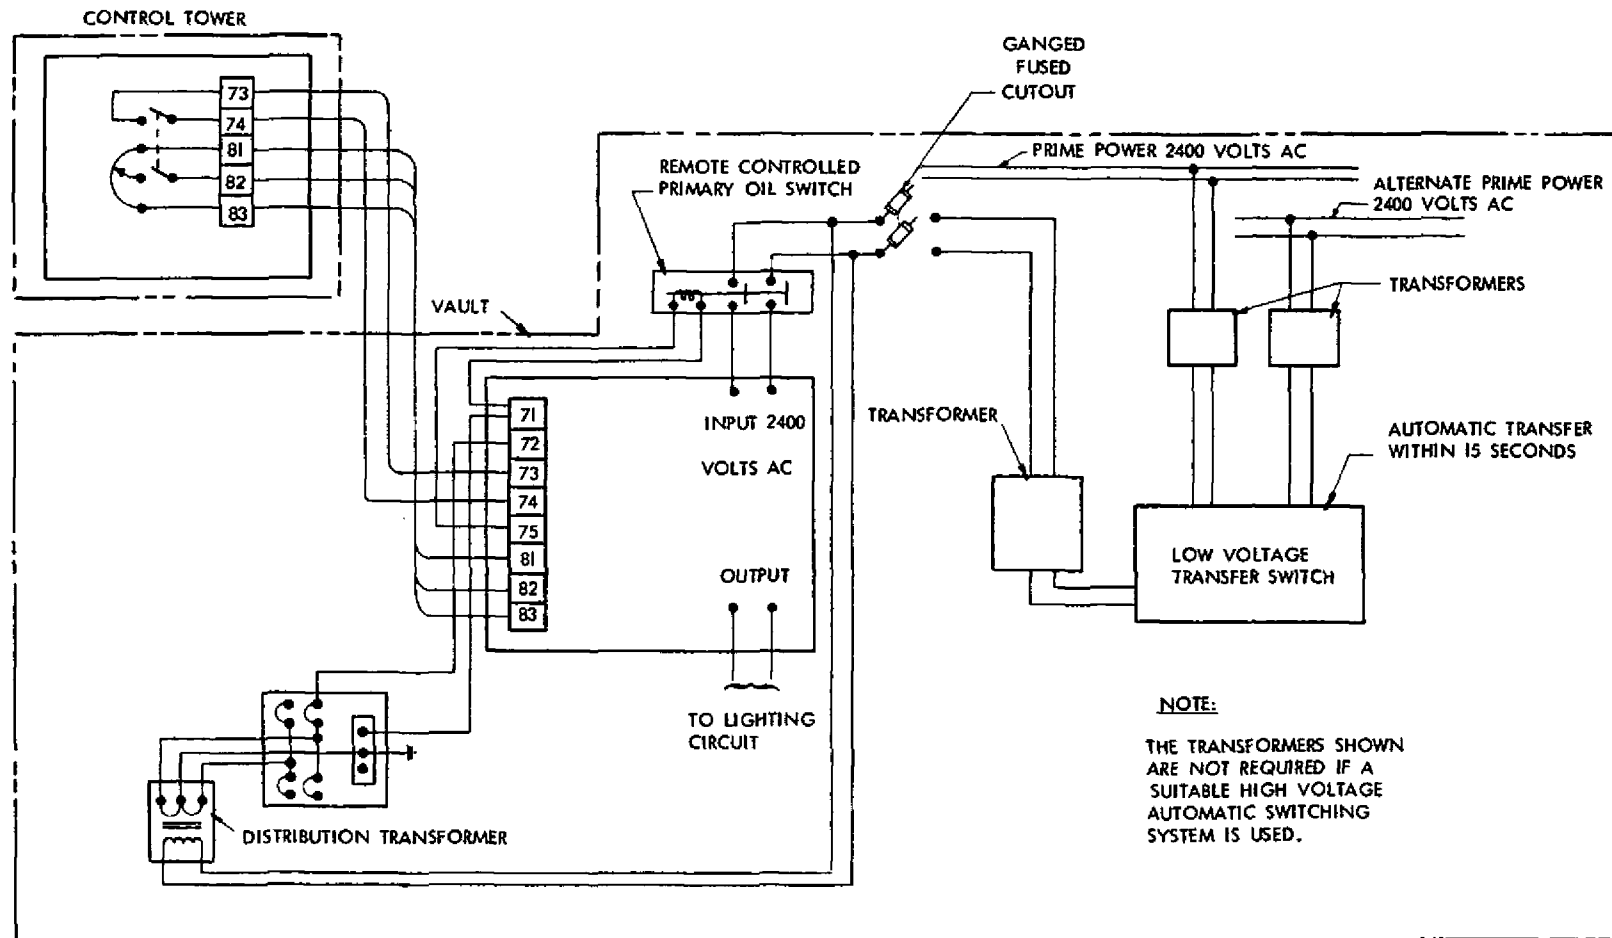 CONTROL TOWER
73
74
81
82
83
GANGED
FUSED
CUTOUT
PRIME POWER 2400 VOLTS AC
REMOTE CONTROLLED
PRIMARY OIL SWITCH
ALTERNATE PRIME POWER
2400 VOLTS AC
TRANSFORMERS
VAULT
71
72
73
74
75
81
82
83
INPUT 2400
VOLTS AC
OUTPUT
TRANSFORMER
AUTOMATIC TRANSFER
WITHIN 15 SECONDS
LOW VOLTAGE
TRANSFER SWITCH
TO LIGHTING
CIRCUIT
DISTRIBUTION TRANSFORMER
NOTE:
THE TRANSFORMERS SHOWN
ARE NOT REQUIRED IF A
SUITABLE HIGH VOLTAGE
AUTOMATIC SWITCHING
SYSTEM IS USED.